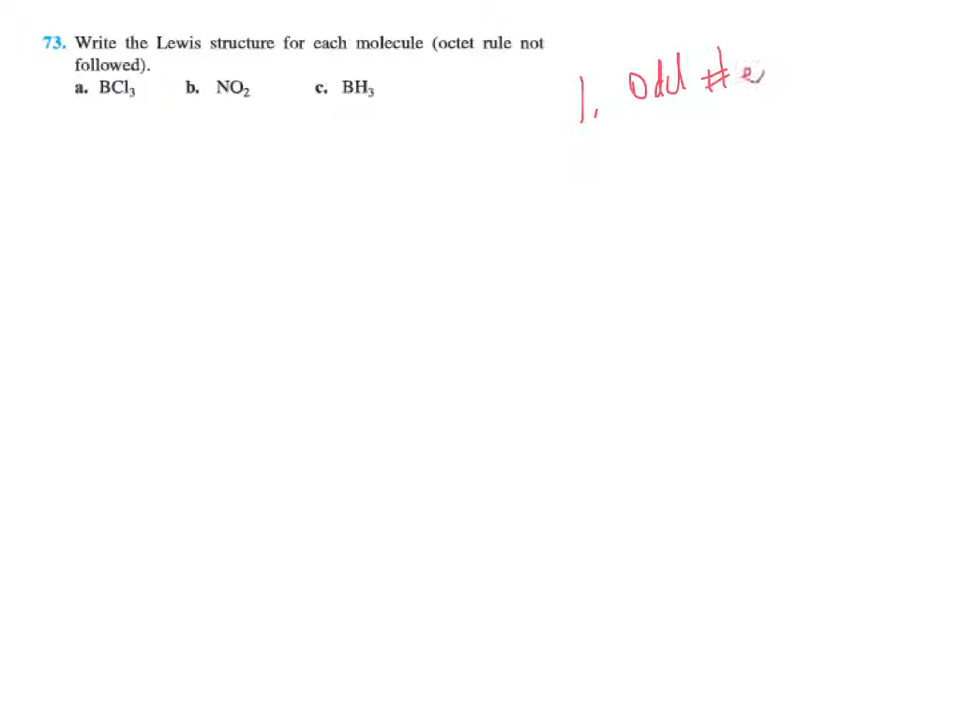 73. Write the Lewis structure for each molecule (octet rule not
followed).
a. BCl₃ b. NO₂ c. BH₃
1. Odd # e